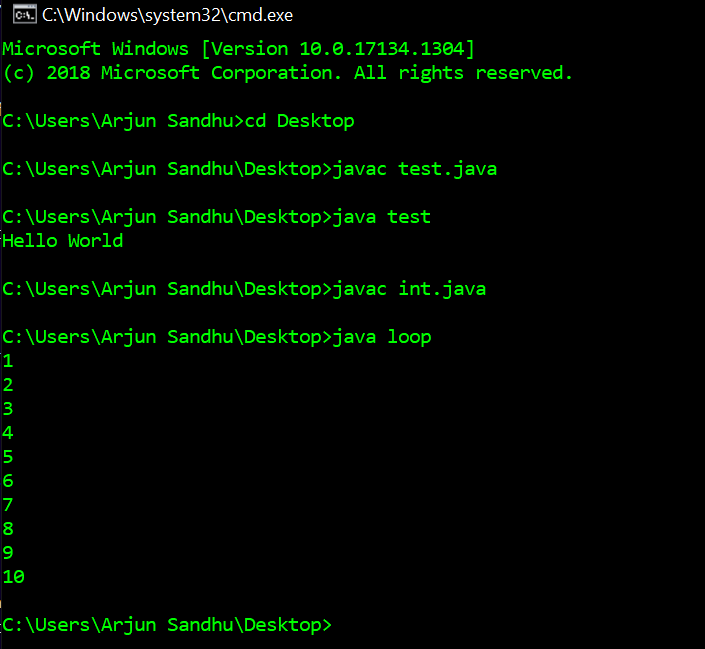 C:\Windows\system32\cmd.exe
Microsoft Windows [Version 10.0.17134.1304]
(c) 2018 Microsoft Corporation. All rights reserved.
C:\Users\Arjun Sandhu>cd Desktop
C:\Users\Arjun Sandhu\Desktop>javac test.java
C:\Users\Arjun Sandhu\Desktop>java test
Hello World
C:\Users\Arjun Sandhu\Desktop>javac int.java
C:\Users\Arjun Sandhu\Desktop>java loop
1
2
3
4
5
6
7
8
9
10
C:\Users\Arjun Sandhu\Desktop>